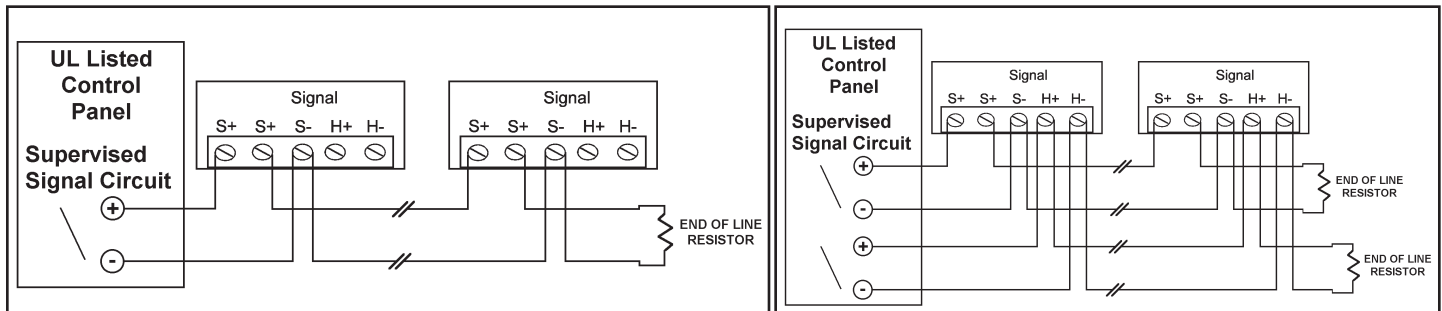 UL Listed
Control
Panel
Supervised
Signal Circuit
+
-
Signal
S+ S+ S- H+ H-
Signal
S+ S+ S- H+ H-
END OF LINE
RESISTOR
UL Listed
Control
Panel
Supervised
Signal Circuit
+
-
+
-
Signal
S+ S+ S- H+ H-
Signal
S+ S+ S- H+ H-
END OF LINE
RESISTOR
END OF LINE
RESISTOR